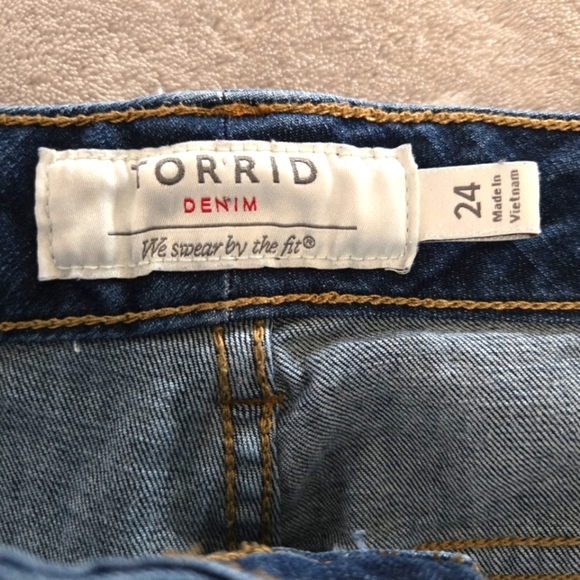 TORRID
DENIM
We swear by the fit®
24
Made In
Vietnam